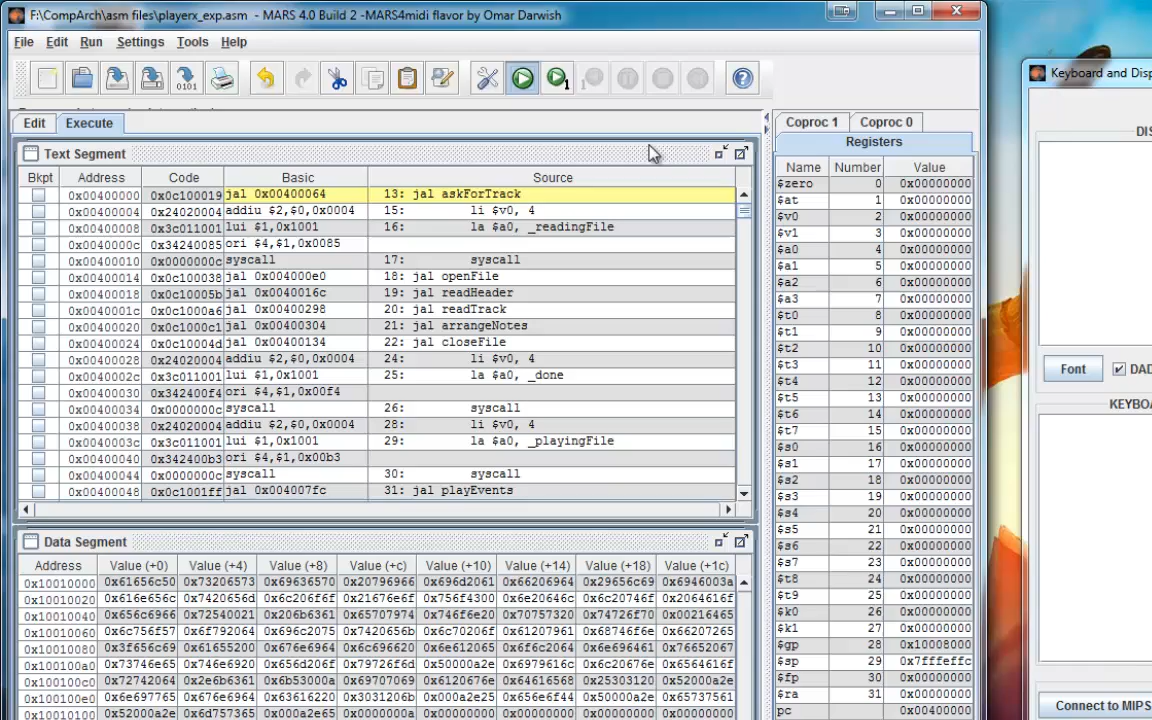 F:\CompArch\asm files\playerx_exp.asm - MARS 4.0 Build 2 -MARS4midi flavor by Omar Darwish
File Edit Run Settings Tools Help
Edit Execute
Text Segment
Bkpt Address Code Basic Source
0x00400000 0x0c100019 jal 0x00400064 13: jal askForTrack
0x00400004 0x24020004 addiu $2,$0,0x0004 15: li $v0, 4
0x00400008 0x3c011001 lui $1,0x1001 16: la $a0, _readingFile
0x0040000c 0x34240085 ori $4,$1,0x0085
0x00400010 0x0000000c syscall 17: syscall
0x00400014 0x0c100038 jal 0x004000e0 18: jal openFile
0x00400018 0x0c10005b jal 0x0040016c 19: jal readHeader
0x0040001c 0x0c1000a6 jal 0x00400298 20: jal readTrack
0x00400020 0x0c1000c1 jal 0x00400304 21: jal arrangeNotes
0x00400024 0x0c10004d jal 0x00400134 22: jal closeFile
0x00400028 0x24020004 addiu $2,$0,0x0004 24: li $v0, 4
0x0040002c 0x3c011001 lui $1,0x1001 25: la $a0, _done
0x00400030 0x342400f4 ori $4,$1,0x00f4
0x00400034 0x0000000c syscall 26: syscall
0x00400038 0x24020004 addiu $2,$0,0x0004 28: li $v0, 4
0x0040003c 0x3c011001 lui $1,0x1001 29: la $a0, _playingFile
0x00400040 0x342400b3 ori $4,$1,0x00b3
0x00400044 0x0000000c syscall 30: syscall
0x00400048 0x0c1001ff jal 0x004007fc 31: jal playEvents
Data Segment
Address Value (+0) Value (+4) Value (+8) Value (+c) Value (+10) Value (+14) Value (+18) Value (+1c)
0x10010000 0x61656c50 0x73206573 0x69636570 0x20796966 0x696d2061 0x66206964 0x29656c69 0x6946003a
0x10010020 0x616e656c 0x6420656d 0x6c206f6f 0x21676e6f 0x756f4300 0x6e20646c 0x6c20746f 0x2064616f
0x10010040 0x656c6966 0x72540021 0x206b6361 0x65707974 0x746f6e20 0x70757320 0x74726f70 0x00216465
0x10010060 0x6c756f57 0x6f792064 0x696c2075 0x7420656b 0x6c70206f 0x61207961 0x68746f6e 0x66207265
0x10010080 0x3f656c69 0x61655200 0x676e6964 0x6c696620 0x6e612065 0x6f6c2064 0x6e696461 0x76652067
0x100100a0 0x73746e65 0x746e6920 0x656d206f 0x79726f6d 0x50000a2e 0x6979616c 0x6c20676e 0x6564616f
0x100100c0 0x72742064 0x2e6b6361 0x6b53000a 0x69707069 0x6120676e 0x64616568 0x25303120 0x52000a2e
0x100100e0 0x6e697765 0x676e6964 0x63616220 0x3031206b 0x000a2e25 0x656e6f44 0x50000a2e 0x65737561
0x10010100 0x52000a2e 0x6d757365 0x000a2e65 0x00000000 0x00000000 0x00000000 0x00000000 0x00000000
Coproc 1 Coproc 0
Registers
Name Number Value
$zero 0 0x00000000
$at 1 0x00000000
$v0 2 0x00000000
$v1 3 0x00000000
$a0 4 0x00000000
$a1 5 0x00000000
$a2 6 0x00000000
$a3 7 0x00000000
$t0 8 0x00000000
$t1 9 0x00000000
$t2 10 0x00000000
$t3 11 0x00000000
$t4 12 0x00000000
$t5 13 0x00000000
$t6 14 0x00000000
$t7 15 0x00000000
$s0 16 0x00000000
$s1 17 0x00000000
$s2 18 0x00000000
$s3 19 0x00000000
$s4 20 0x00000000
$s5 21 0x00000000
$s6 22 0x00000000
$s7 23 0x00000000
$t8 24 0x00000000
$t9 25 0x00000000
$k0 26 0x00000000
$k1 27 0x00000000
$gp 28 0x10008000
$sp 29 0x7fffeffc
$fp 30 0x00000000
$ra 31 0x00000000
pc 0x00400000
Keyboard and Disp
DIS
Font DAD
KEYBOA
Connect to MIPS